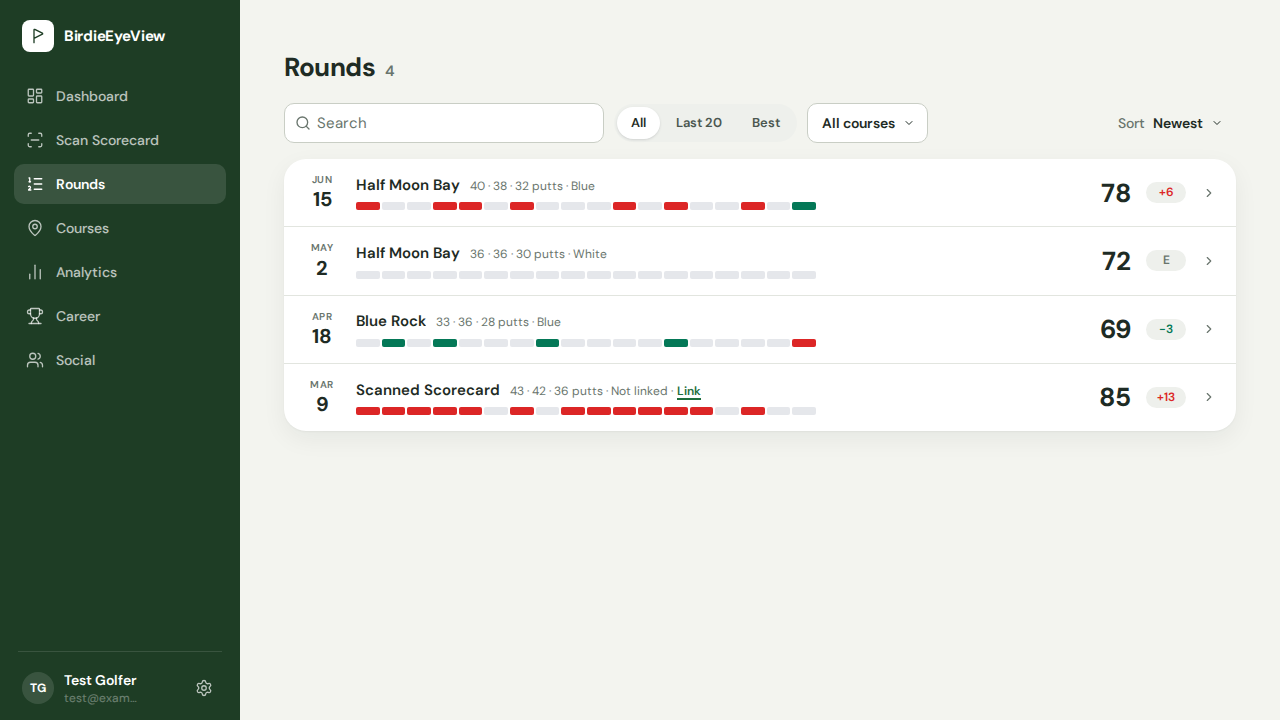 BirdieEyeView
Dashboard
Scan Scorecard
Rounds
Courses
Analytics
Career
Social
TG
Test Golfer
test@exam...
Rounds 4
Search
All Last 20 Best
All courses
Sort Newest
JUN
15
Half Moon Bay 40 · 38 · 32 putts · Blue
78 +6
MAY
2
Half Moon Bay 36 · 36 · 30 putts · White
72 E
APR
18
Blue Rock 33 · 36 · 28 putts · Blue
69 −3
MAR
9
Scanned Scorecard 43 · 42 · 36 putts · Not linked · Link
85 +13